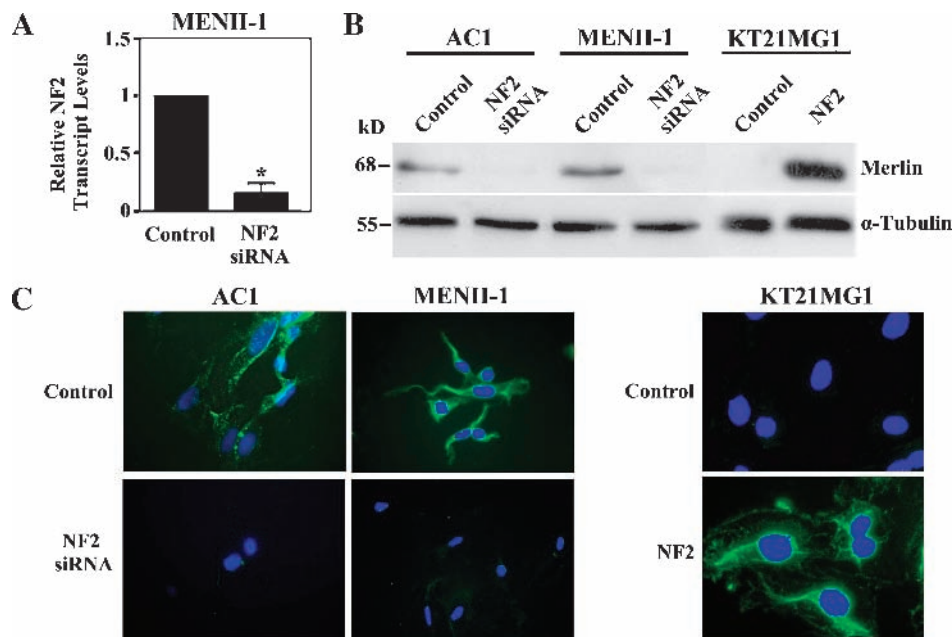 A
MENII-1
Relative NF2
Transcript Levels
1.5
1
0.5
0
*
Control
NF2
siRNA
B
AC1
MENII-1
KT21MG1
Control
NF2
siRNA
Control
NF2
siRNA
Control
NF2
kD
68
Merlin
55
α-Tubulin
C
AC1
MENII-1
KT21MG1
Control
Control
NF2
siRNA
NF2